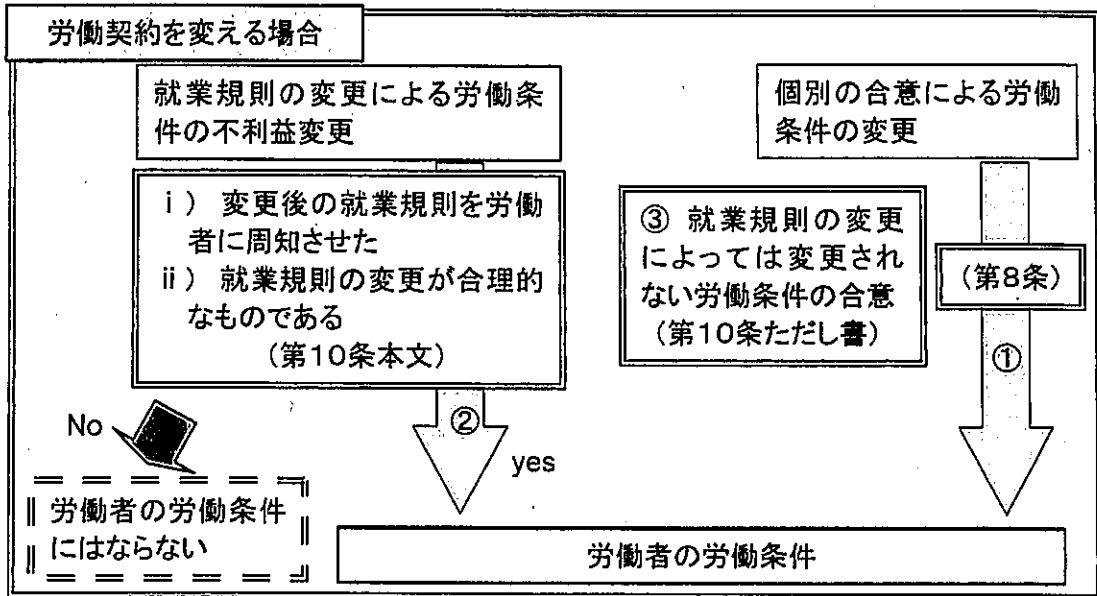 労働契約を変える場合
就業規則の変更による労働条
件の不利益変更
個別の合意による労働
条件の変更
ⅰ） 変更後の就業規則を労働
者に周知させた
ⅱ） 就業規則の変更が合理的
なものである
（第10条本文）
③ 就業規則の変更
によっては変更され
ない労働条件の合意
（第10条ただし書）
（第8条）
①
②
No
yes
労働者の労働条件
にはならない
労働者の労働条件